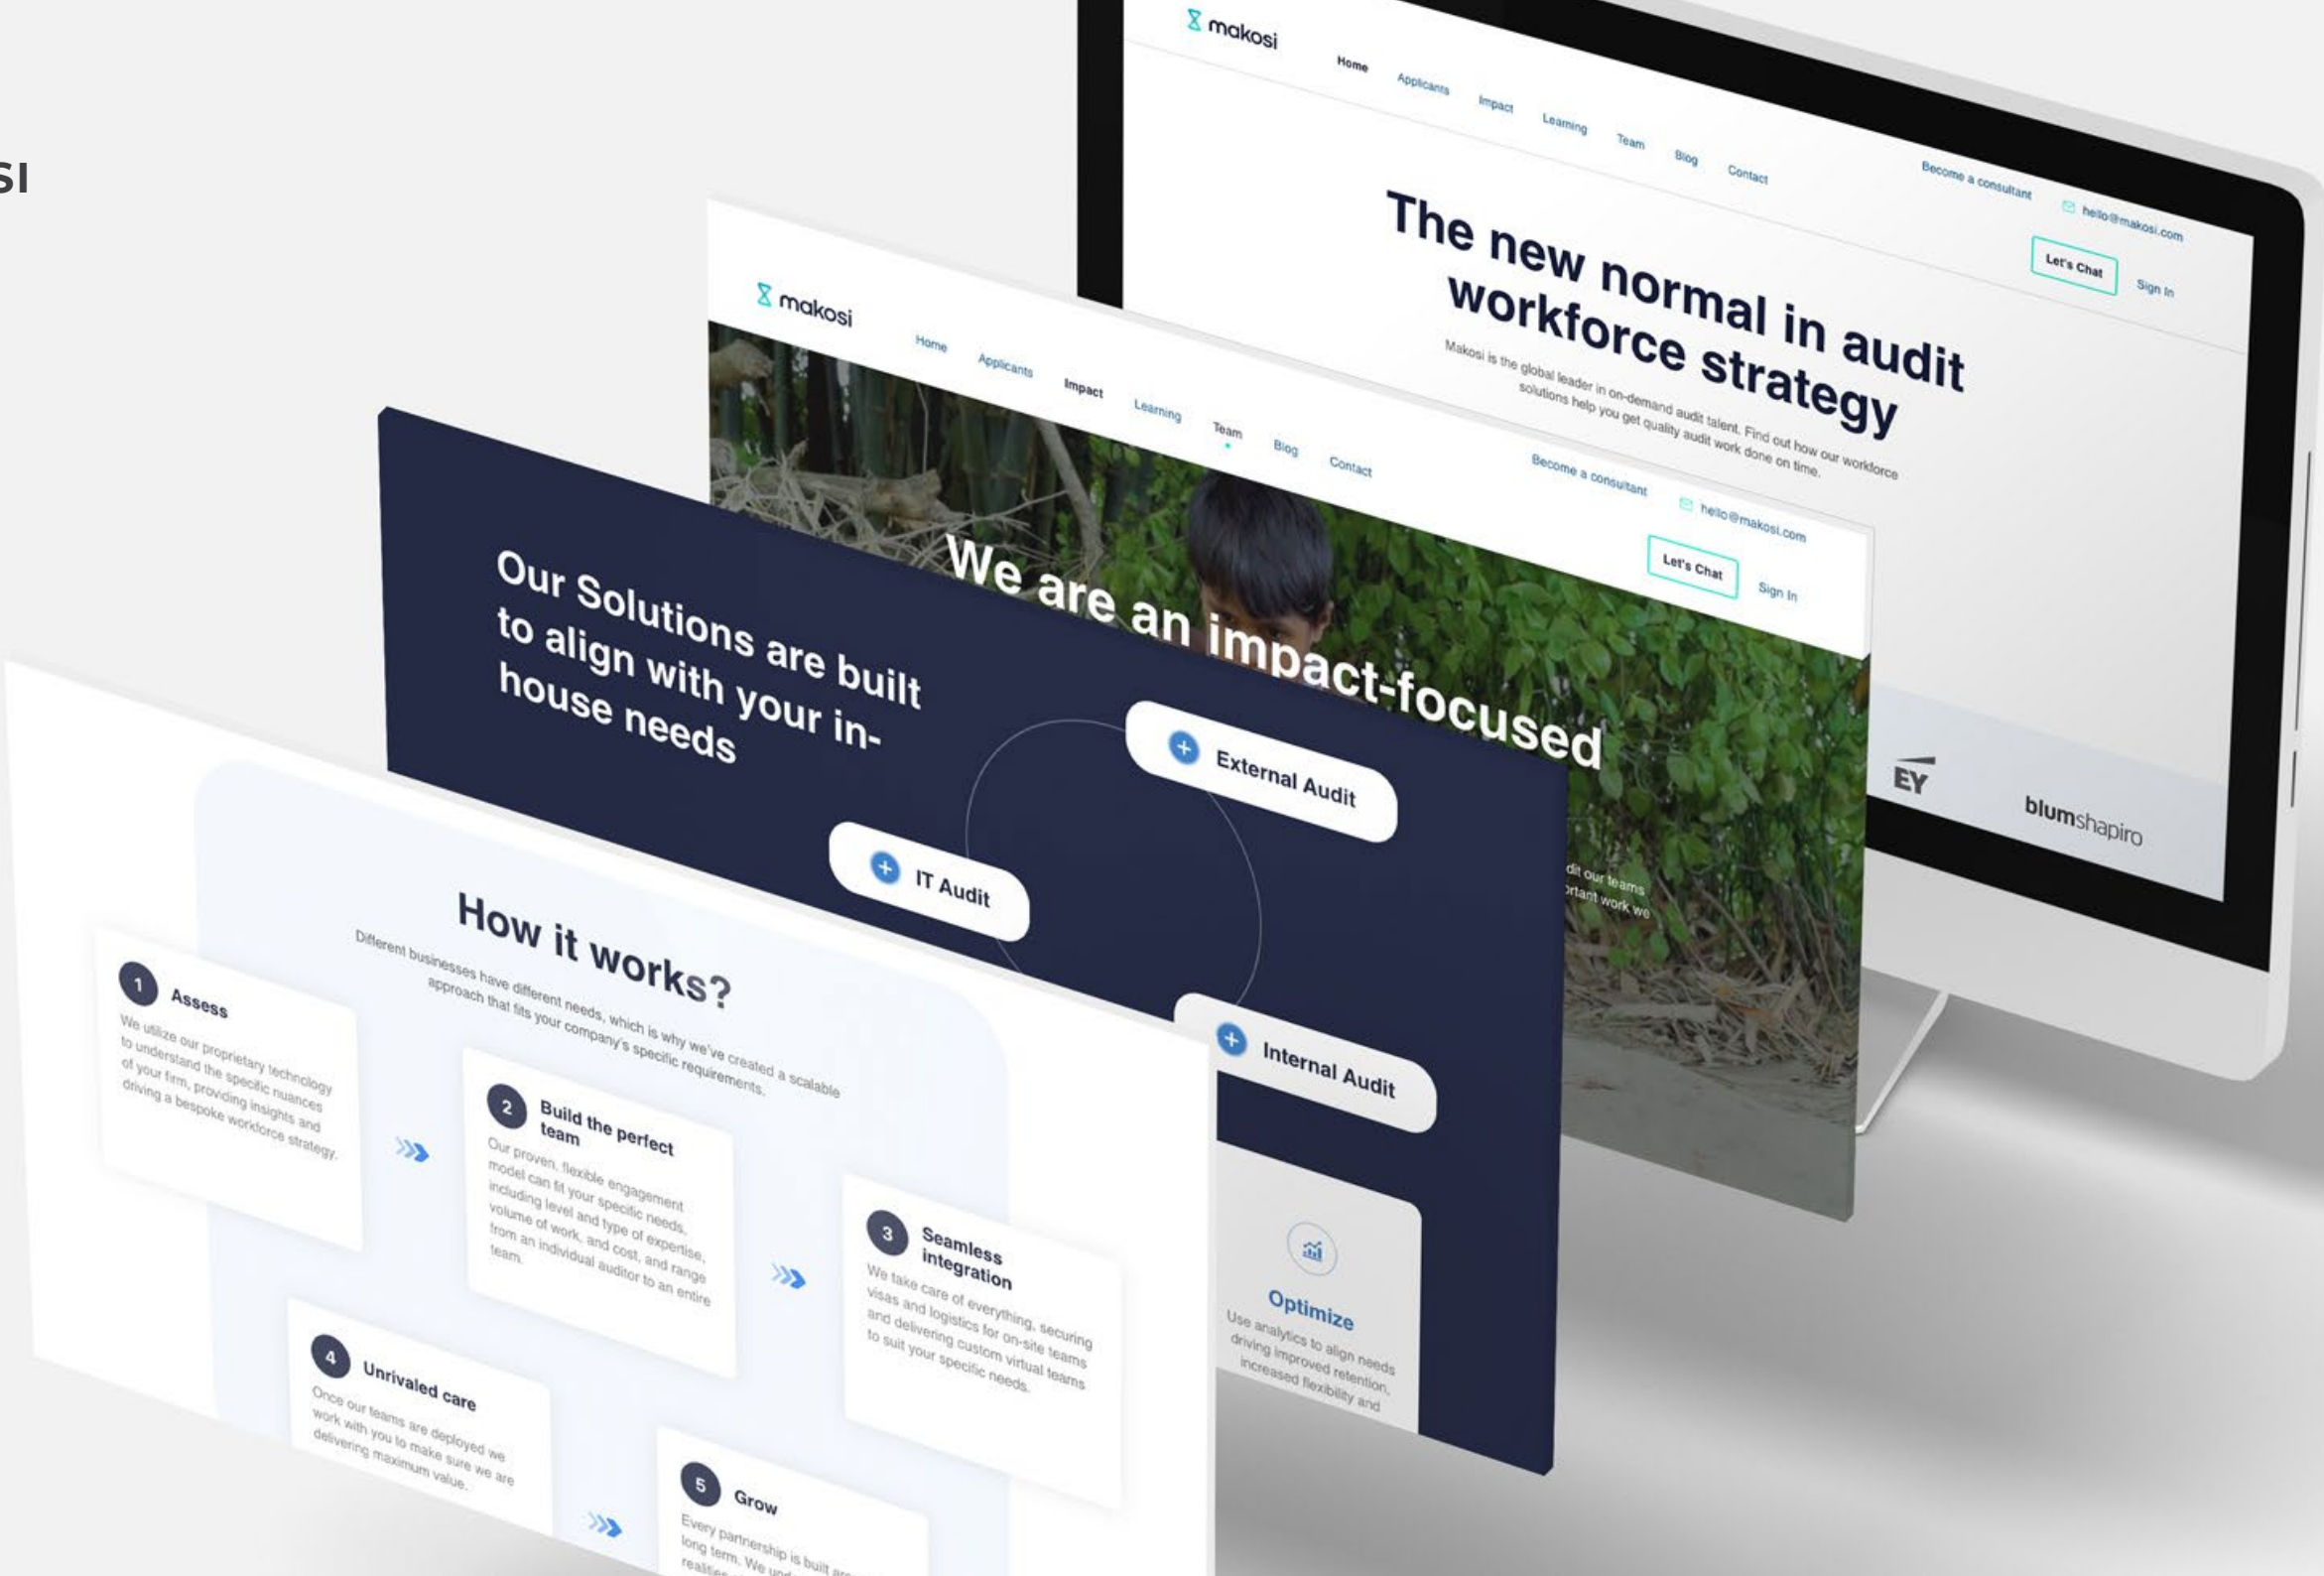 SI
makosi
Home
Applicants
Impact
Learning
Team
Blog
Contact
Become a consultant
hello@makosi.com
Let's Chat
Sign In
The new normal in audit
workforce strategy
Makosi is the global leader in on-demand audit talent. Find out how our workforce
solutions help you get quality audit work done on time.
EY
blumshapiro
makosi
Home
Applicants
Impact
Learning
Team
Blog
Contact
Become a consultant
hello@makosi.com
Let's Chat
Sign In
We are an impact-focused
dit our teams
ortant work we
Our Solutions are built
to align with your in-
house needs
External Audit
IT Audit
Internal Audit
Optimize
Use analytics to align needs
driving improved retention,
increased flexibility and
How it works?
Different businesses have different needs, which is why we've created a scalable
approach that fits your company's specific requirements.
1
Assess
We utilize our proprietary technology
to understand the specific nuances
of your firm, providing insights and
driving a bespoke workforce strategy.
2
Build the perfect
team
Our proven, flexible engagement
model can fit your specific needs,
including level and type of expertise,
volume of work, and cost, and range
from an individual auditor to an entire
team.
3
Seamless
integration
We take care of everything, securing
visas and logistics for on-site teams
and delivering custom virtual teams
to suit your specific needs.
4
Unrivaled care
Once our teams are deployed we
work with you to make sure we are
delivering maximum value.
5
Grow
Every partnership is built
long term. We